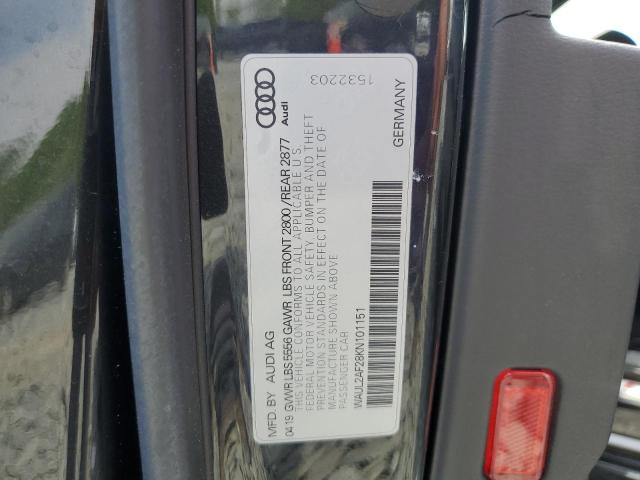 MFD. BY AUDI AG
Audi
0419 GVWR LBS 5556 GAWR LBS FRONT 2800 / REAR 2877
THIS VEHICLE CONFORMS TO ALL APPLICABLE U.S.
FEDERAL MOTOR VEHICLE SAFETY, BUMPER AND THEFT
PREVENTION STANDARDS IN EFFECT ON THE DATE OF
MANUFACTURE SHOWN ABOVE
PASSENGER CAR
WAUL2AF28KN101151
1532203
GERMANY